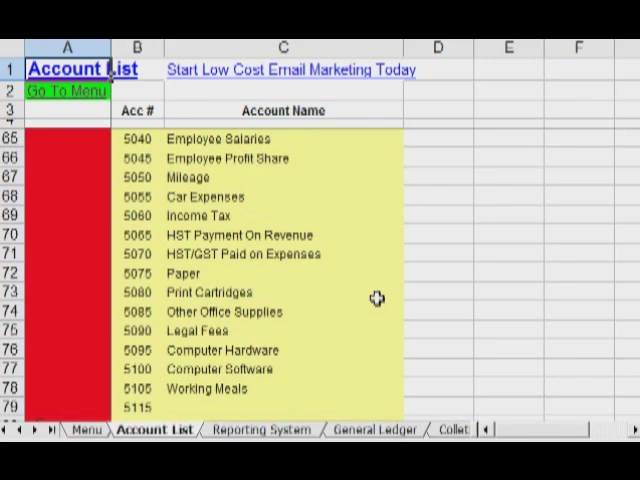 A B C D E F
1 Account List Start Low Cost Email Marketing Today
2 Go To Menu
3 Acc # Account Name
4
65 5040 Employee Salaries
66 5045 Employee Profit Share
67 5050 Mileage
68 5055 Car Expenses
69 5060 Income Tax
70 5065 HST Payment On Revenue
71 5070 HST/GST Paid on Expenses
72 5075 Paper
73 5080 Print Cartridges
74 5085 Other Office Supplies
75 5090 Legal Fees
76 5095 Computer Hardware
77 5100 Computer Software
78 5105 Working Meals
79 5115
Menu Account List Reporting System General Ledger Collet